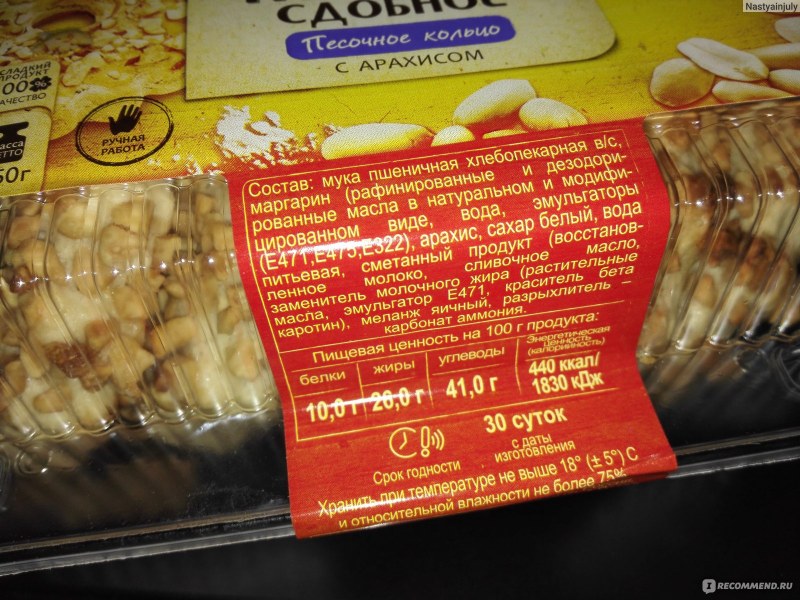 Nastyainjuly
СДОБНОЕ
Песочное кольцо
С АРАХИСОМ
ПРОДУКТ
КАЧЕСТВО
РУЧНАЯ
РАБОТА
Состав: мука пшеничная хлебопекарная в/с,
маргарин (рафинированные и дезодори-
рованные масла в натуральном и модифи-
цированном виде, вода, эмульгаторы
(Е471,Е475,Е322), арахис, сахар белый, вода
питьевая, сметанный продукт (восстанов-
ленное молоко, сливочное масло,
заменитель молочного жира (растительные
масла, эмульгатор Е471, краситель бета
каротин), меланж яичный, разрыхлитель –
карбонат аммония.
Пищевая ценность на 100 г продукта:
белки жиры углеводы Энергетическая
ценность
(калорийность)
10,0 г 26,0 г 41,0 г 440 ккал/
1830 кДж
30 суток
с даты
изготовления
Срок годности
Хранить при температуре не выше 18° (±5°) С
и относительной влажности не более 75%
IRECOMMEND.RU